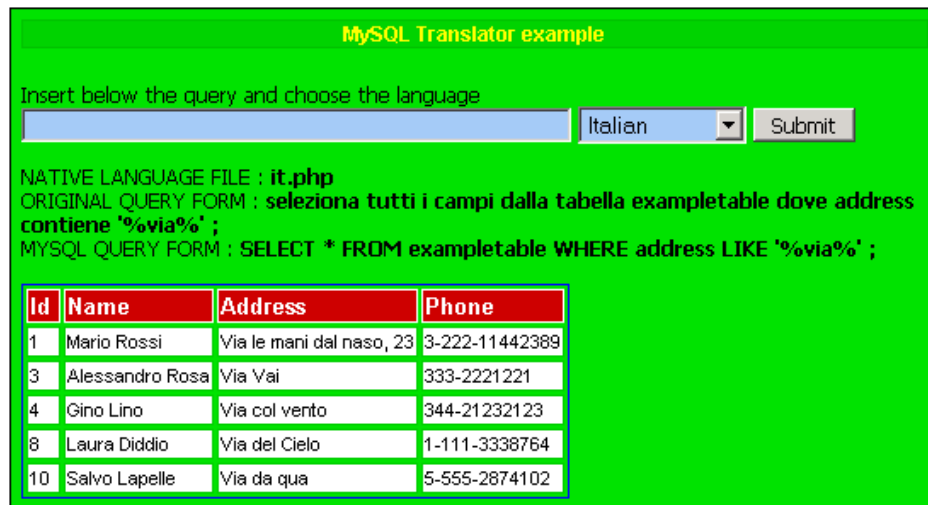 MySQL Translator example
Insert below the query and choose the language
Italian Submit
NATIVE LANGUAGE FILE : it.php
ORIGINAL QUERY FORM : seleziona tutti i campi dalla tabella exampletable dove address
contiene '%via%' ;
MYSQL QUERY FORM : SELECT * FROM exampletable WHERE address LIKE '%via%' ;
Id Name Address Phone
1 Mario Rossi Via le mani dal naso, 23 3-222-11442389
3 Alessandro Rosa Via Vai 333-2221221
4 Gino Lino Via col vento 344-21232123
8 Laura Diddio Via del Cielo 1-111-3338764
10 Salvo Lapelle Via da qua 5-555-2874102